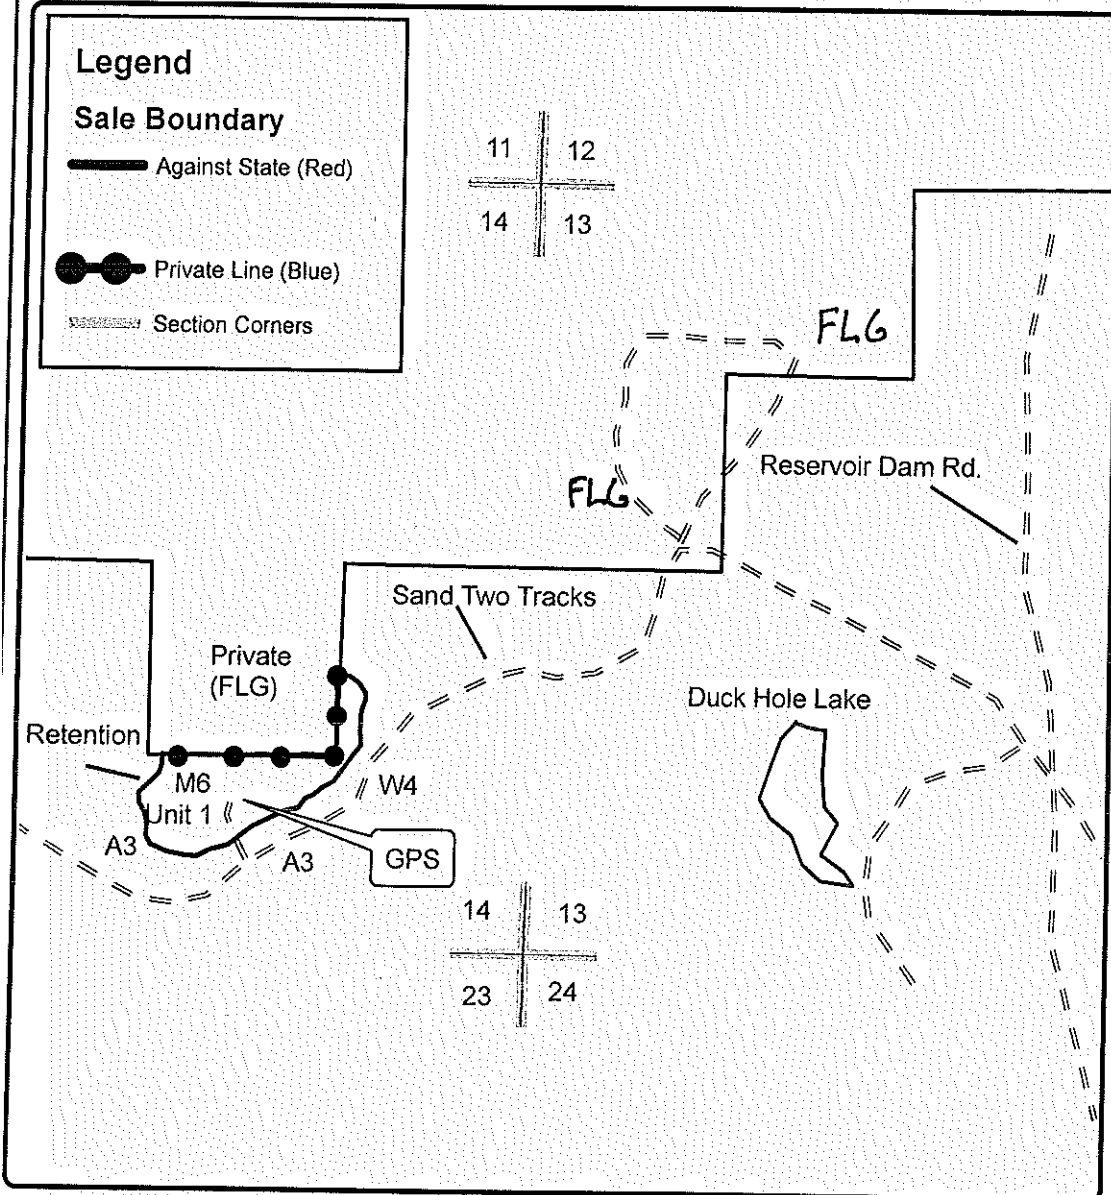 Legend
Sale Boundary
Against State (Red)
Private Line (Blue)
Section Corners
11 12
14 13
FLG
Reservoir Dam Rd.
FLG
Sand Two Tracks
Private
(FLG)
Duck Hole Lake
Retention
M6
W4
Unit 1
A3
A3
GPS
14 13
23 24